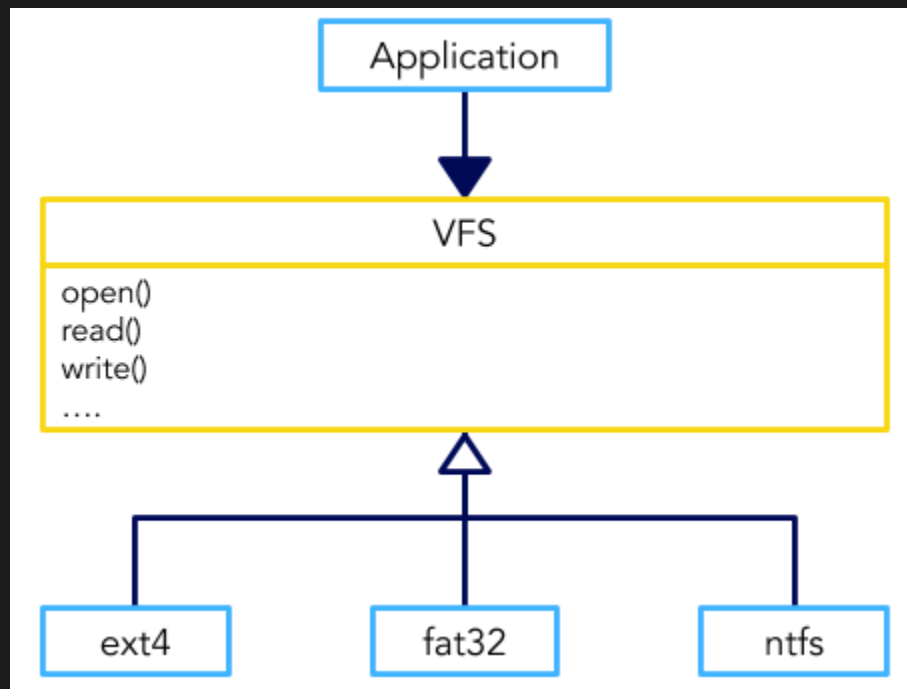 Application
VFS
open()
read()
write()
....
ext4
fat32
ntfs